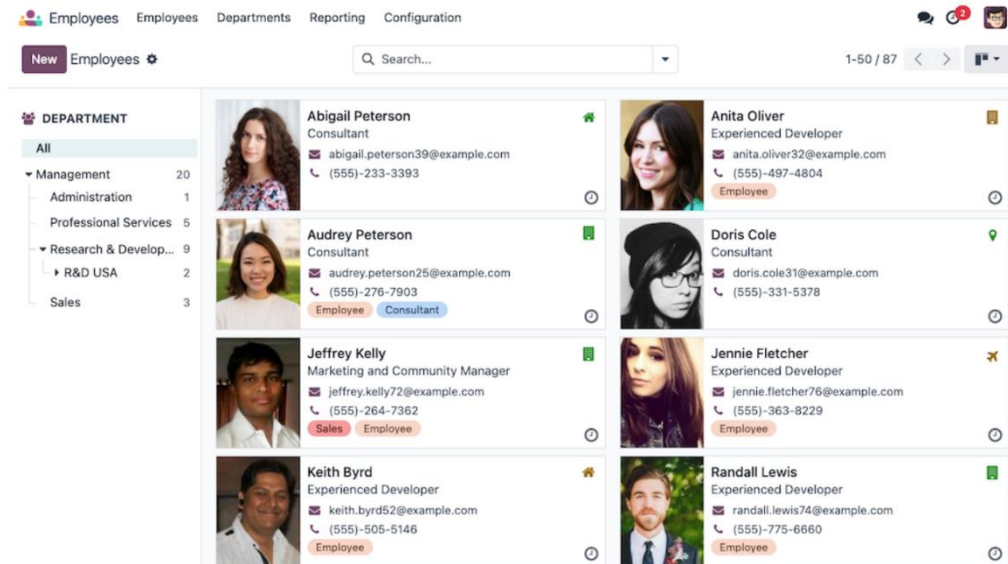 Employees Employees Departments Reporting Configuration 2
New Employees Search... 1-50 / 87
DEPARTMENT
All
Management 20
Administration 1
Professional Services 5
Research & Develop... 9
R&D USA 2
Sales 3
Abigail Peterson
Consultant
abigail.peterson39@example.com
(555)-233-3393
Anita Oliver
Experienced Developer
anita.oliver32@example.com
(555)-497-4804
Employee
Audrey Peterson
Consultant
audrey.peterson25@example.com
(555)-276-7903
Employee Consultant
Doris Cole
Consultant
doris.cole31@example.com
(555)-331-5378
Jeffrey Kelly
Marketing and Community Manager
jeffrey.kelly72@example.com
(555)-264-7362
Sales Employee
Jennie Fletcher
Experienced Developer
jennie.fletcher76@example.com
(555)-363-8229
Employee
Keith Byrd
Experienced Developer
keith.byrd52@example.com
(555)-505-5146
Employee
Randall Lewis
Experienced Developer
randall.lewis74@example.com
(555)-775-6660
Employee